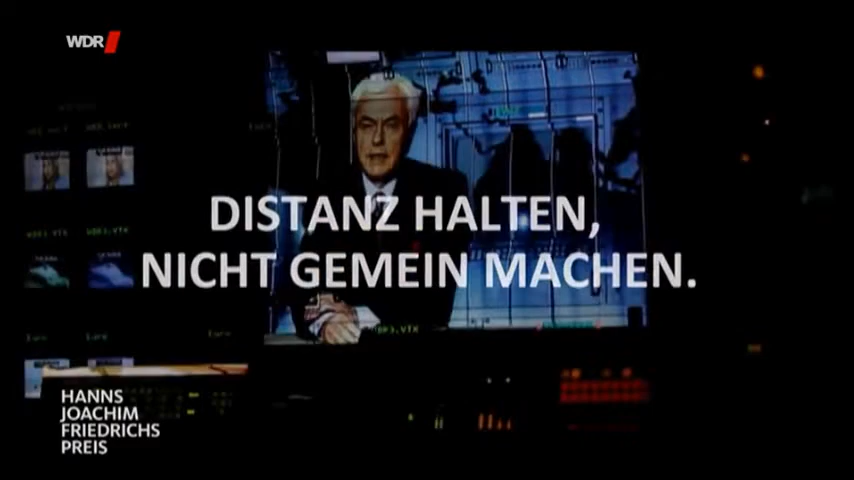 WDR
DISTANZ HALTEN,
NICHT GEMEIN MACHEN.
HANNS
JOACHIM
FRIEDRICHS
PREIS